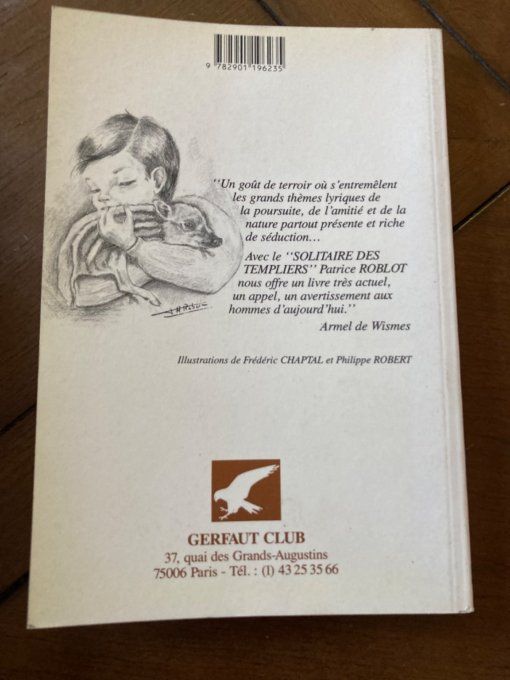 9 782901 196235
"Un goût de terroir où s'entremêlent
les grands thèmes lyriques de
la poursuite, de l'amitié et de la
nature partout présente et riche
de séduction...
Avec le "SOLITAIRE DES
TEMPLIERS" Patrice ROBLOT
nous offre un livre très actuel,
un appel, un avertissement aux
hommes d'aujourd'hui."
Armel de Wismes
Illustrations de Frédéric CHAPTAL et Philippe ROBERT
GERFAUT CLUB
37, quai des Grands-Augustins
75006 Paris - Tél. : (1) 43 25 35 66